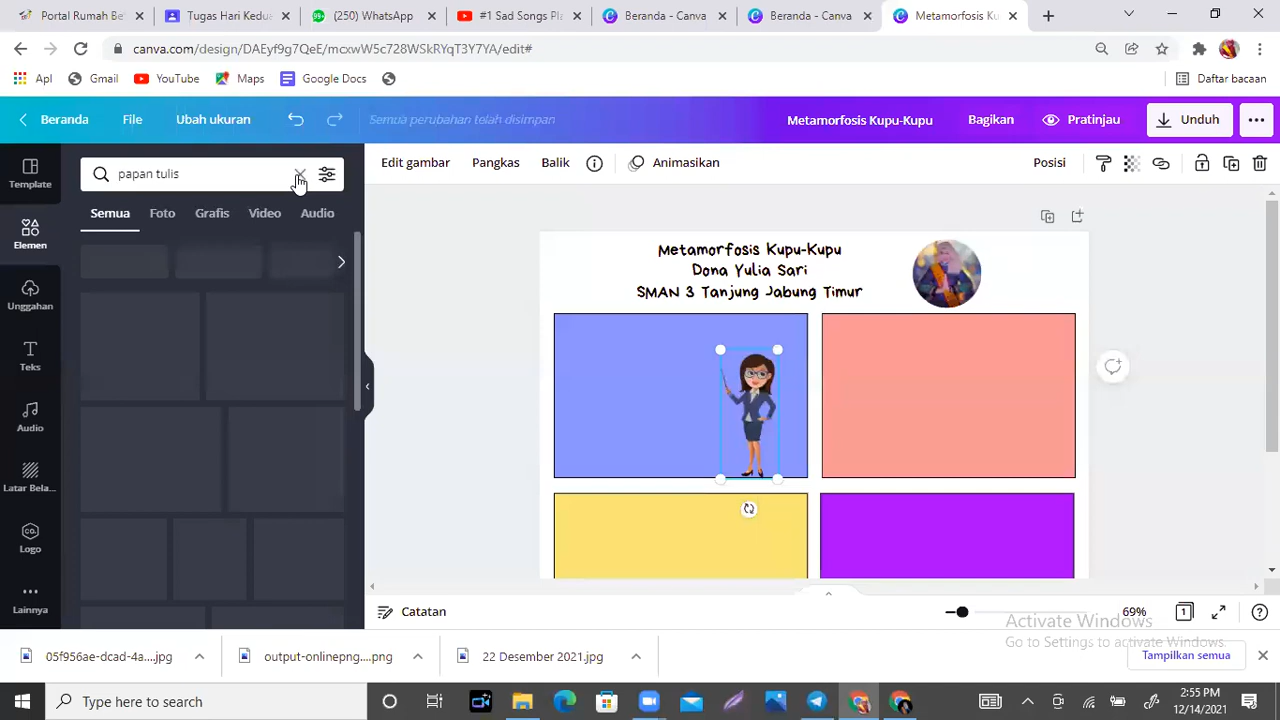 Portal Rumah Be
Tugas Hari Kedua
(250) WhatsApp
#1 Sad Songs Pla
Beranda - Canva
Beranda - Canva
Metamorfosis Ku
canva.com/design/DAEyf9g7QeE/mcxwW5c728WSkRYqT3Y7YA/edit#
Apl
Gmail
YouTube
Maps
Google Docs
Daftar bacaan
Beranda
File
Ubah ukuran
Semua perubahan telah disimpan
Metamorfosis Kupu-Kupu
Bagikan
Pratinjau
Unduh
Template
papan tulis
Edit gambar
Pangkas
Balik
Animasikan
Posisi
Semua
Foto
Grafis
Video
Audio
Elemen
Unggahan
Teks
Audio
Latar Bela...
Logo
Lainnya
Metamorfosis Kupu-Kupu
Dona Yulia Sari
SMAN 3 Tanjung Jabung Timur
Catatan
69%
1
Activate Windows
Go to Settings to activate Windows.
05f956ae-dcad-4a....jpg
output-onlinepng....png
22 Desember 2021.jpg
Tampilkan semua
Type here to search
2:55 PM
12/14/2021